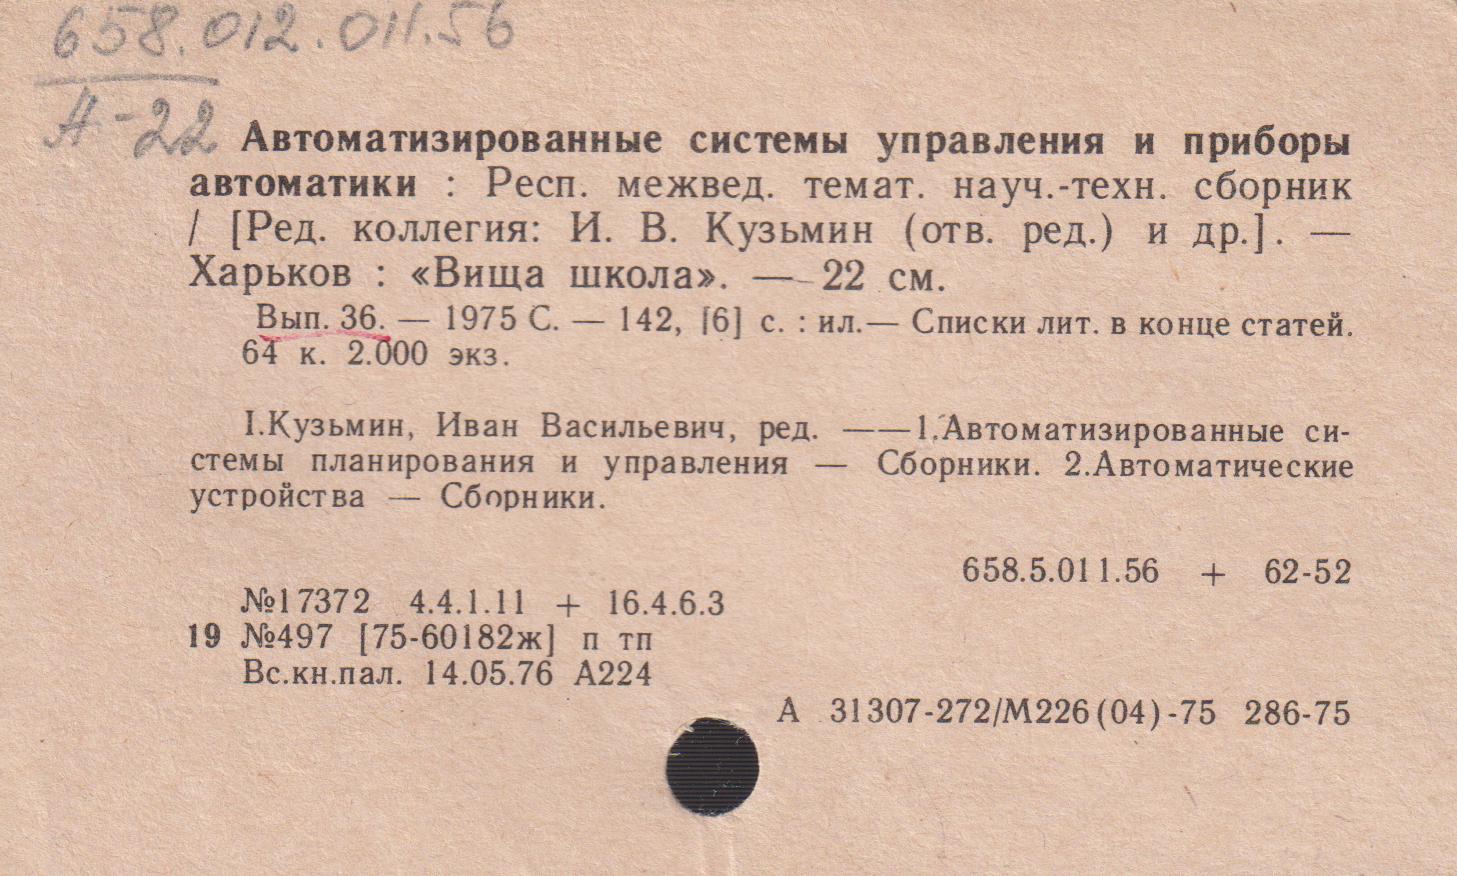 658.012.011.56
А-22
Автоматизированные системы управления и приборы
автоматики : Респ. межвед. темат. науч.-техн. сборник
/ [Ред. коллегия: И. В. Кузьмин (отв. ред.) и др.]. —
Харьков : «Вища школа». — 22 см.
Вып. 36. — 1975 С. — 142, [6] с. : ил.— Списки лит. в конце статей.
64 к. 2.000 экз.
I.Кузьмин, Иван Васильевич, ред. ——1.Автоматизированные си-
стемы планирования и управления — Сборники. 2.Автоматические
устройства — Сборники.
658.5.011.56 + 62-52
№17372 4.4.1.11 + 16.4.6.3
19 №497 [75-60182ж] п тп
Вс.кн.пал. 14.05.76 А224
А 31307-272/М226(04)-75 286-75